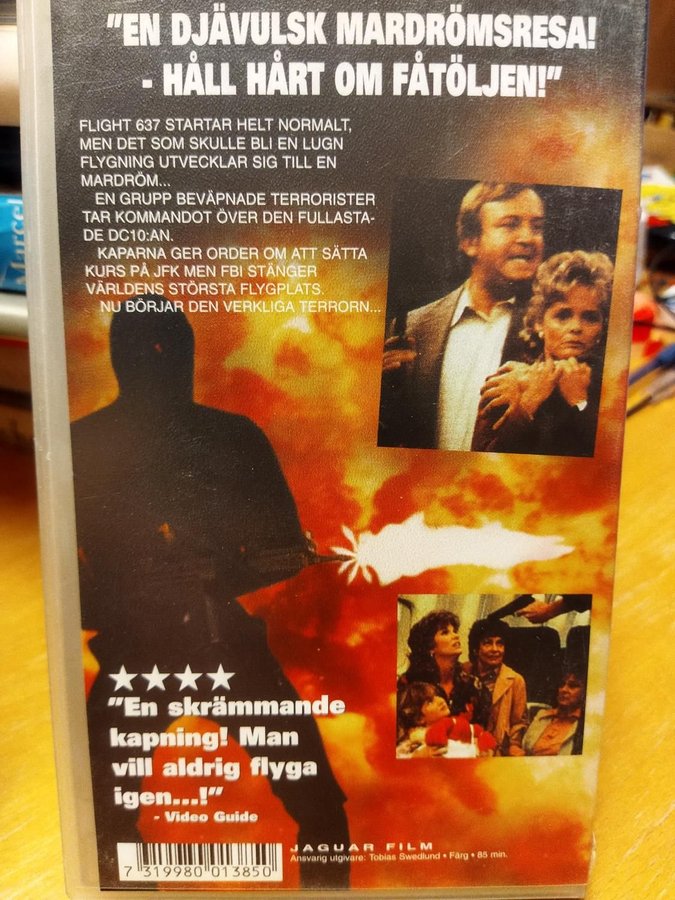 "EN DJÄVULSK MARDRÖMSRESA!
- HÅLL HÅRT OM FÅTÖLJEN!"
FLIGHT 637 STARTAR HELT NORMALT,
MEN DET SOM SKULLE BLI EN LUGN
FLYGNING UTVECKLAR SIG TILL EN
MARDRÖM...
EN GRUPP BEVÄPNADE TERRORISTER
TAR KOMMANDOT ÖVER DEN FULLASTA-
DE DC10:AN.
KAPARNA GER ORDER OM ATT SÄTTA
KURS PÅ JFK MEN FBI STÄNGER
VÄRLDENS STÖRSTA FLYGPLATS.
NU BÖRJAR DEN VERKLIGA TERRORN...
"En skrämmande
kapning! Man
vill aldrig flyga
igen...!"
- Video Guide
JAGUAR FILM
Ansvarig utgivare: Tobias Swedlund • Färg • 85 min.
7 319980 013850
Marcel